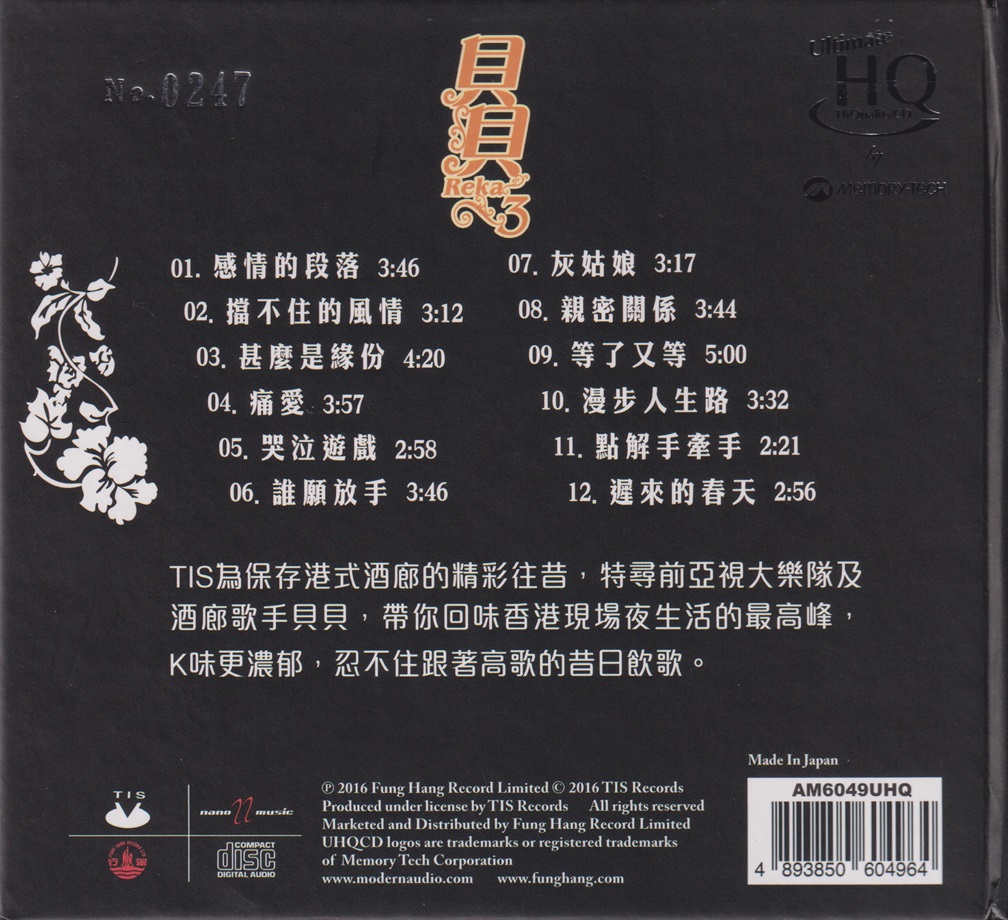 No.0247
貝貝
Reka 3
Ultimate
HQ
HiQualityCD
by
MEMORY-TECH
01. 感情的段落 3:46
02. 擋不住的風情 3:12
03. 甚麼是緣份 4:20
04. 痛愛 3:57
05. 哭泣遊戲 2:58
06. 誰願放手 3:46
07. 灰姑娘 3:17
08. 親密關係 3:44
09. 等了又等 5:00
10. 漫步人生路 3:32
11. 點解手牽手 2:21
12. 遲來的春天 2:56
TIS為保存港式酒廊的精彩往昔，特尋前亞視大樂隊及
酒廊歌手貝貝，帶你回味香港現場夜生活的最高峰，
K味更濃郁，忍不住跟著高歌的昔日飲歌。
TIS
nano n music
COMPACT
disc
DIGITAL AUDIO
℗ 2016 Fung Hang Record Limited © 2016 TIS Records
Produced under license by TIS Records All rights reserved
Marketed and Distributed by Fung Hang Record Limited
UHQCD logos are trademarks or registered trademarks
of Memory Tech Corporation
www.modernaudio.com www.funghang.com
Made In Japan
AM6049UHQ
4 893850 604964